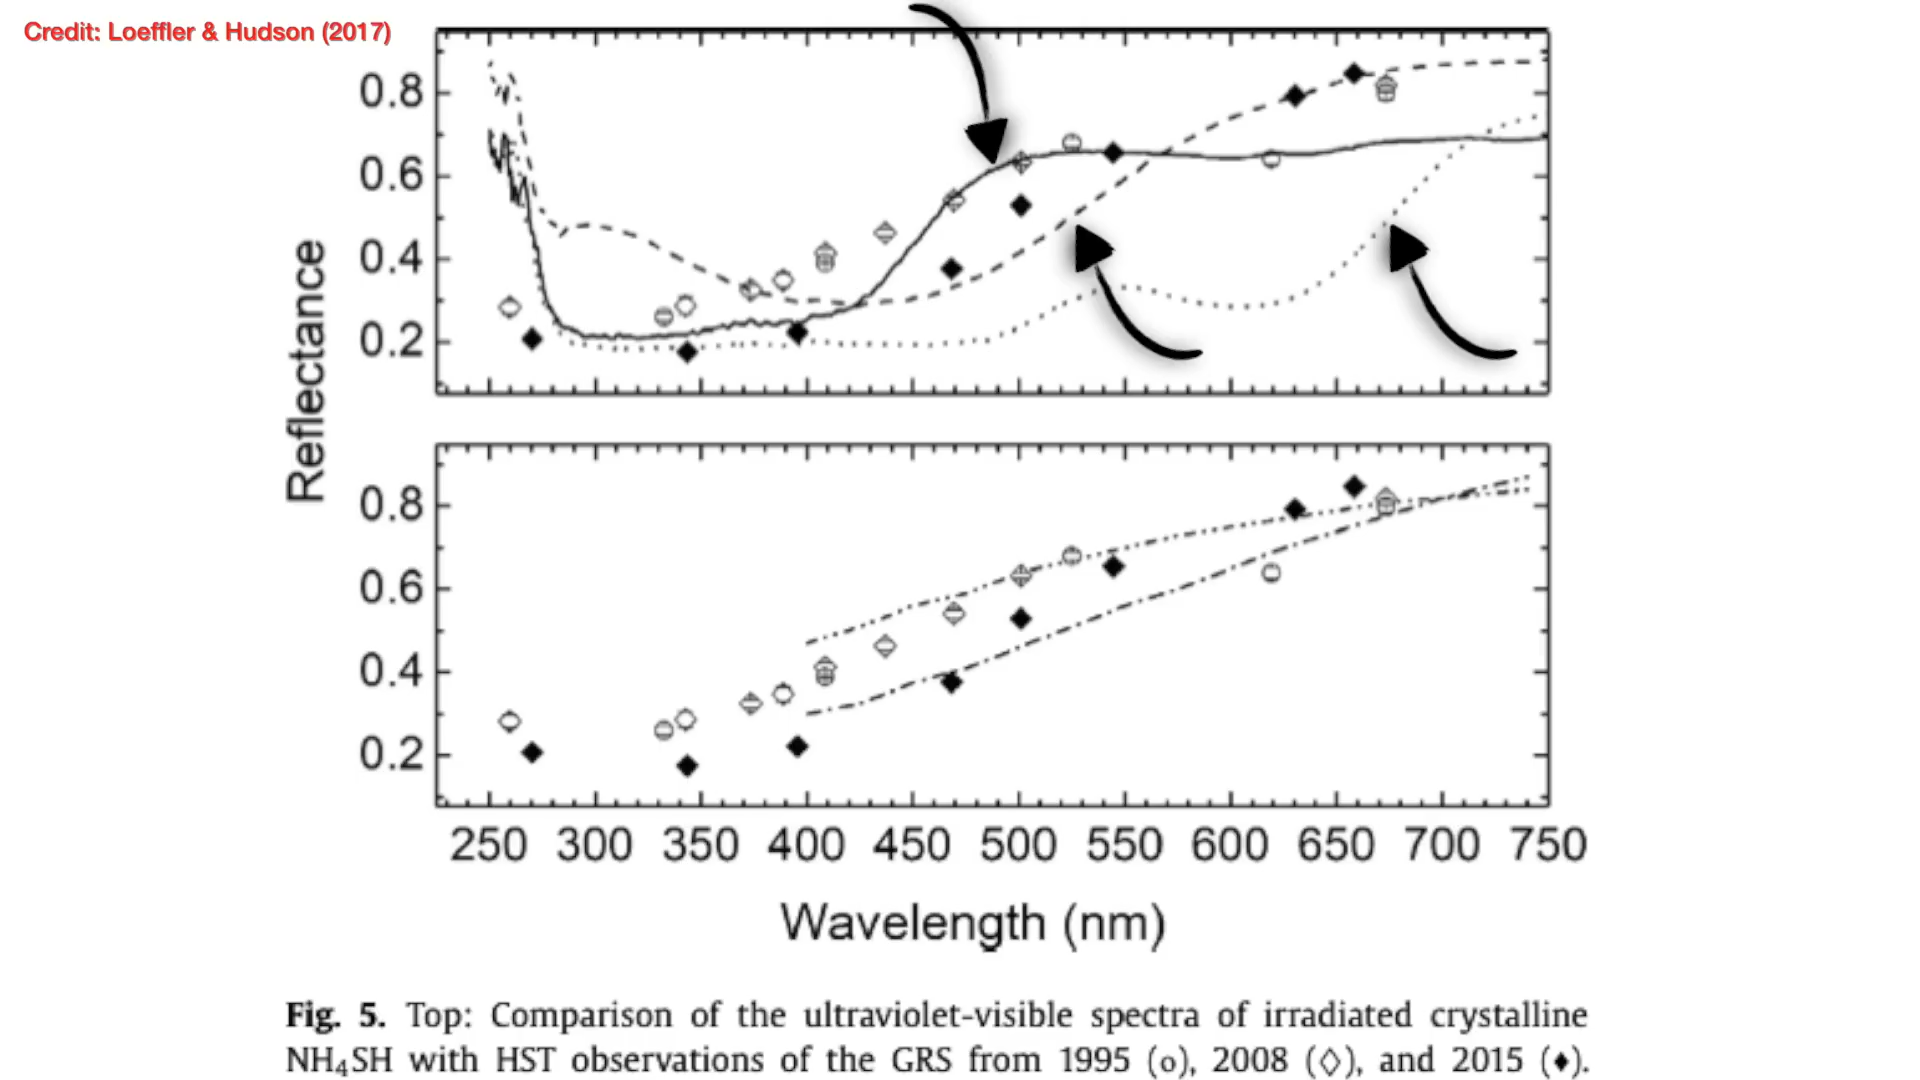 Credit: Loeffler & Hudson (2017)
0.8
0.6
0.4
0.2
Reflectance
0.8
0.6
0.4
0.2
250 300 350 400 450 500 550 600 650 700 750
Wavelength (nm)
Fig. 5. Top: Comparison of the ultraviolet-visible spectra of irradiated crystalline
NH₄SH with HST observations of the GRS from 1995 (o), 2008 (◊), and 2015 (♦).